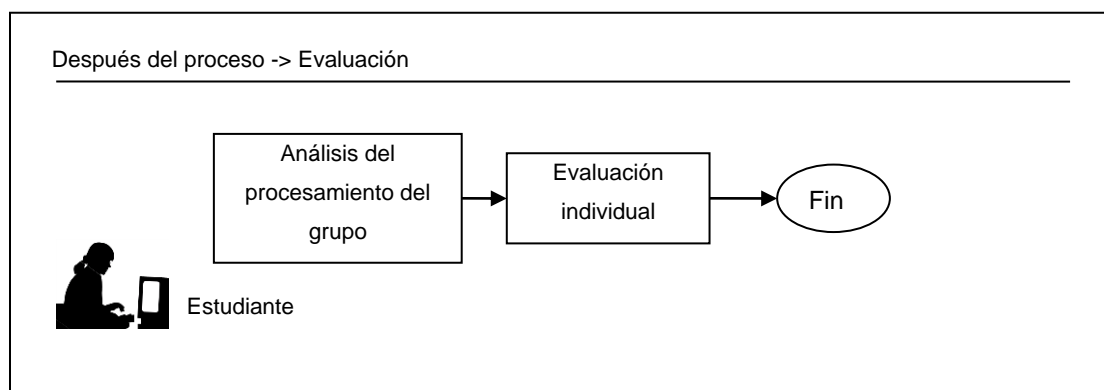 Después del proceso -> Evaluación
Análisis del
procesamiento del
grupo
Evaluación
individual
Fin
Estudiante